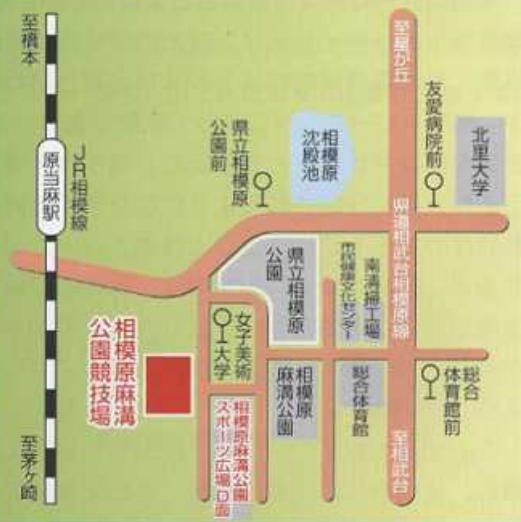 至橋本
JR相模線
原当麻駅
至茅ヶ崎
県立相模原
公園前
相模原
沈殿池
至星が丘
友愛病院前
北里大学
県道相武台相模原線
県立相模原
公園
市民健康文化センター
南清掃工場
女子美術
大学
相模原麻溝
公園競技場
相模原
麻溝公園
総合体育館
総合
体育館前
相模原麻溝公園
スポーツ広場D面
至相武台